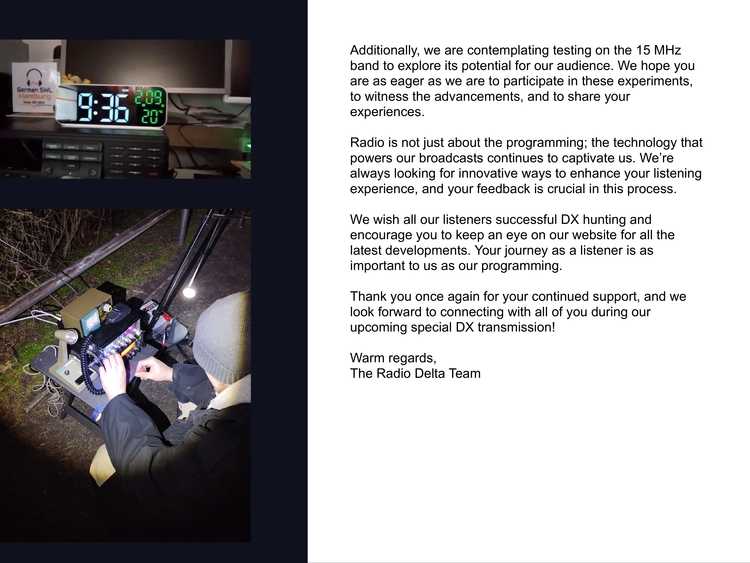 German SWL
Hamburg
9:36
2.09
20°
Additionally, we are contemplating testing on the 15 MHz
band to explore its potential for our audience. We hope you
are as eager as we are to participate in these experiments,
to witness the advancements, and to share your
experiences.
Radio is not just about the programming; the technology that
powers our broadcasts continues to captivate us. We’re
always looking for innovative ways to enhance your listening
experience, and your feedback is crucial in this process.
We wish all our listeners successful DX hunting and
encourage you to keep an eye on our website for all the
latest developments. Your journey as a listener is as
important to us as our programming.
Thank you once again for your continued support, and we
look forward to connecting with all of you during our
upcoming special DX transmission!
Warm regards,
The Radio Delta Team